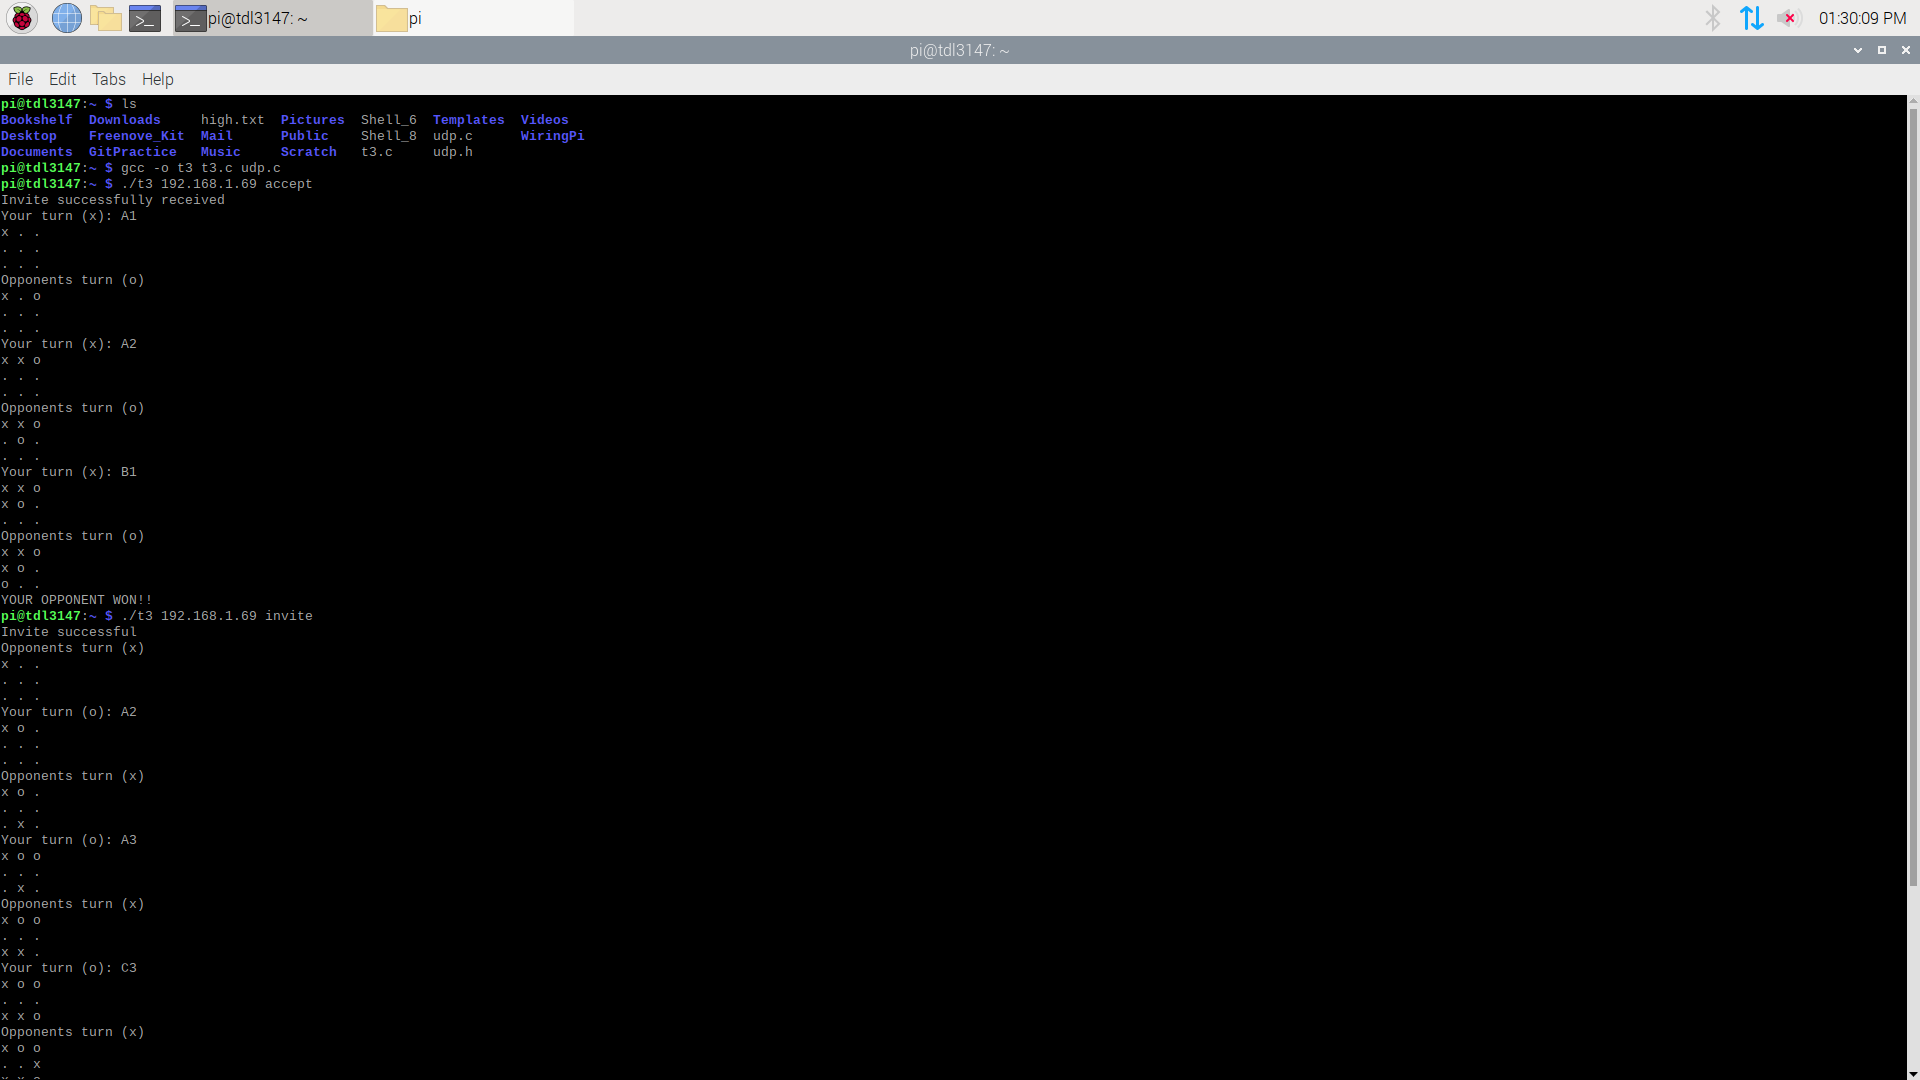 pi@tdl3147: ~
pi
01:30:09 PM
pi@tdl3147: ~
File Edit Tabs Help
pi@tdl3147:~ $ ls
Bookshelf Downloads high.txt Pictures Shell_6 Templates Videos
Desktop Freenove_Kit Mail Public Shell_8 udp.c WiringPi
Documents GitPractice Music Scratch t3.c udp.h
pi@tdl3147:~ $ gcc -o t3 t3.c udp.c
pi@tdl3147:~ $ ./t3 192.168.1.69 accept
Invite successfully received
Your turn (x): A1
x . .
. . .
. . .
Opponents turn (o)
x . o
. . .
. . .
Your turn (x): A2
x x o
. . .
. . .
Opponents turn (o)
x x o
. o .
. . .
Your turn (x): B1
x x o
x o .
. . .
Opponents turn (o)
x x o
x o .
o . .
YOUR OPPONENT WON!!
pi@tdl3147:~ $ ./t3 192.168.1.69 invite
Invite successful
Opponents turn (x)
x . .
. . .
. . .
Your turn (o): A2
x o .
. . .
. . .
Opponents turn (x)
x o .
. . .
. x .
Your turn (o): A3
x o o
. . .
. x .
Opponents turn (x)
x o o
. . .
x x .
Your turn (o): C3
x o o
. . .
x x o
Opponents turn (x)
x o o
. . x